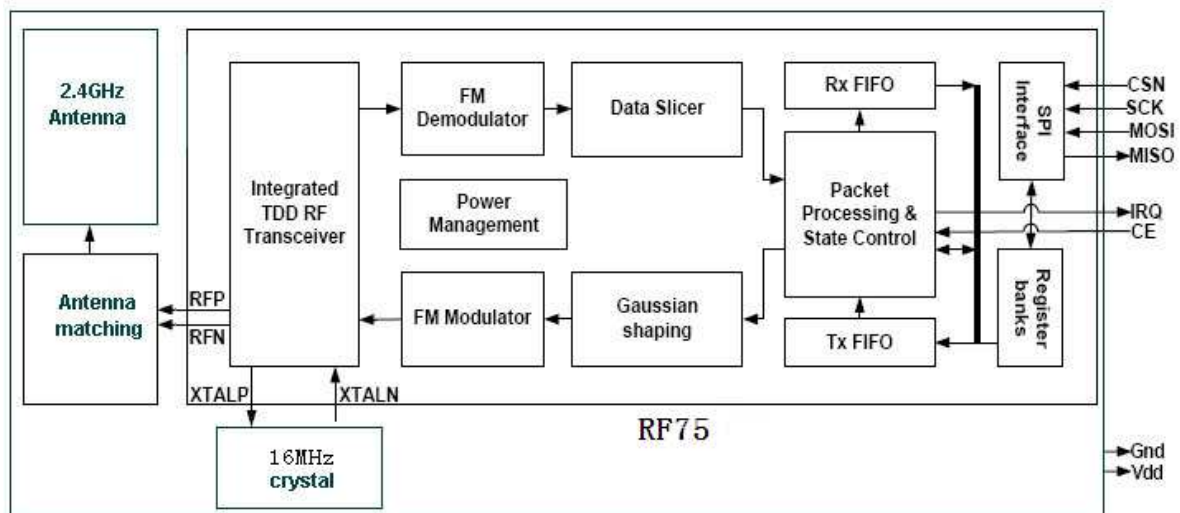 2.4GHz
Antenna
Antenna
matching
RFP
RFN
XTALP
XTALN
16MHz
crystal
Integrated
TDD RF
Transceiver
FM
Demodulator
Data Slicer
Power
Management
FM Modulator
Gaussian
shaping
Rx FIFO
Packet
Processing &
State Control
Tx FIFO
SPI
Interface
Register
banks
CSN
SCK
MOSI
MISO
IRQ
CE
RF75
Gnd
Vdd